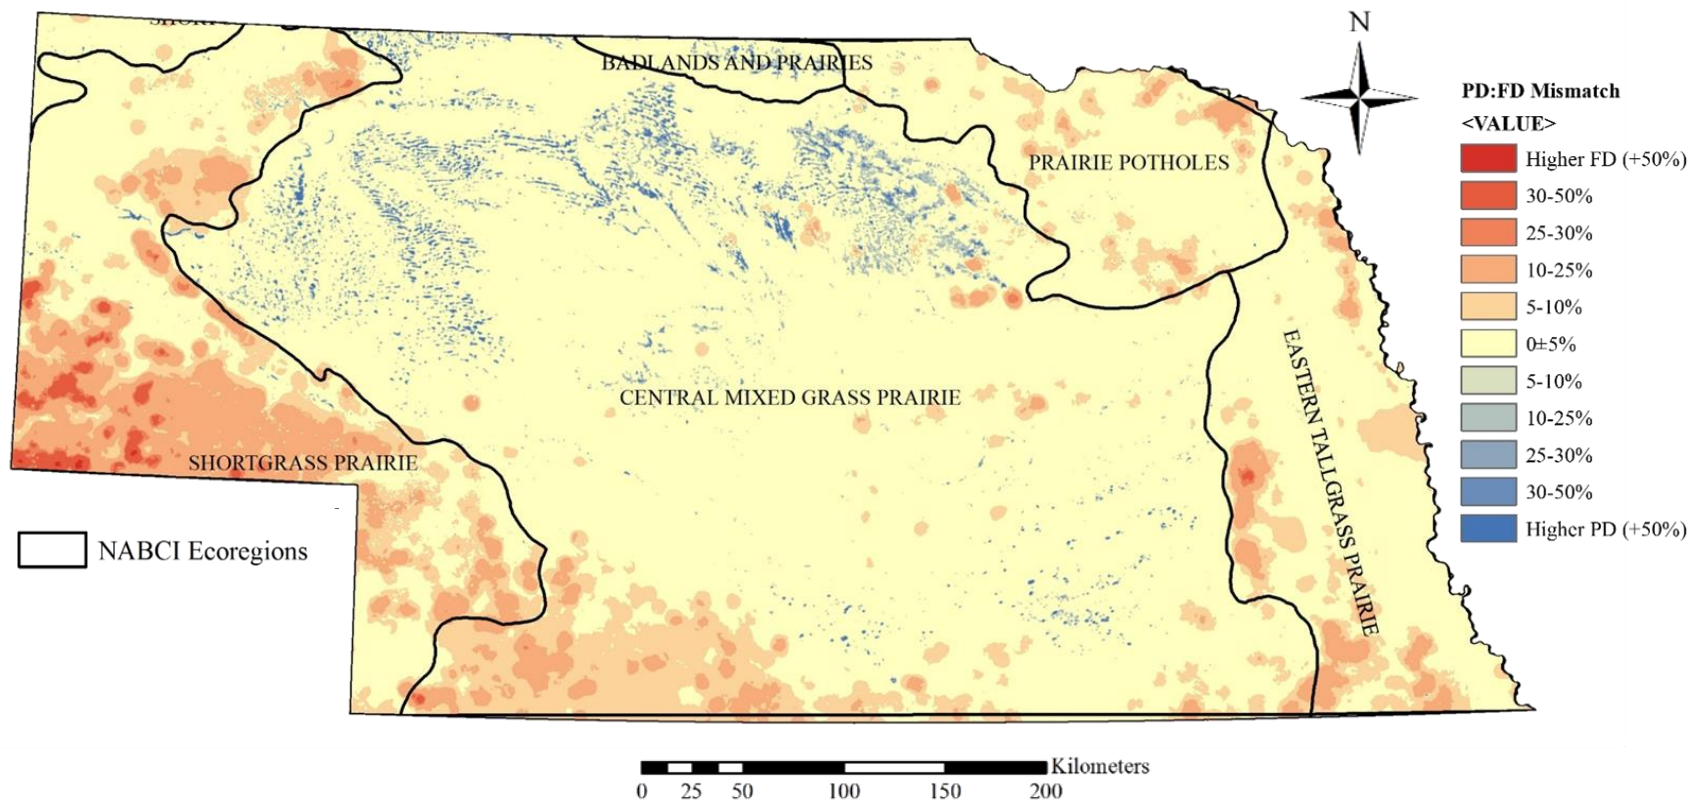 SHORT
BADLANDS AND PRAIRIES
PRAIRIE POTHOLES
CENTRAL MIXED GRASS PRAIRIE
EASTERN TALLGRASS PRAIRIE
SHORTGRASS PRAIRIE
NABCI Ecoregions
N
PD:FD Mismatch
<VALUE>
Higher FD (+50%)
30-50%
25-30%
10-25%
5-10%
0±5%
5-10%
10-25%
25-30%
30-50%
Higher PD (+50%)
Kilometers
0 25 50 100 150 200